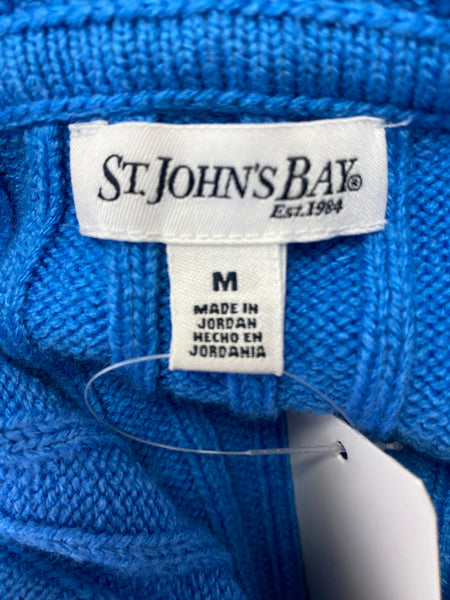 ST. JOHN'S BAY®
EST. 1984
M
MADE IN
JORDAN
HECHO EN
JORDANIA